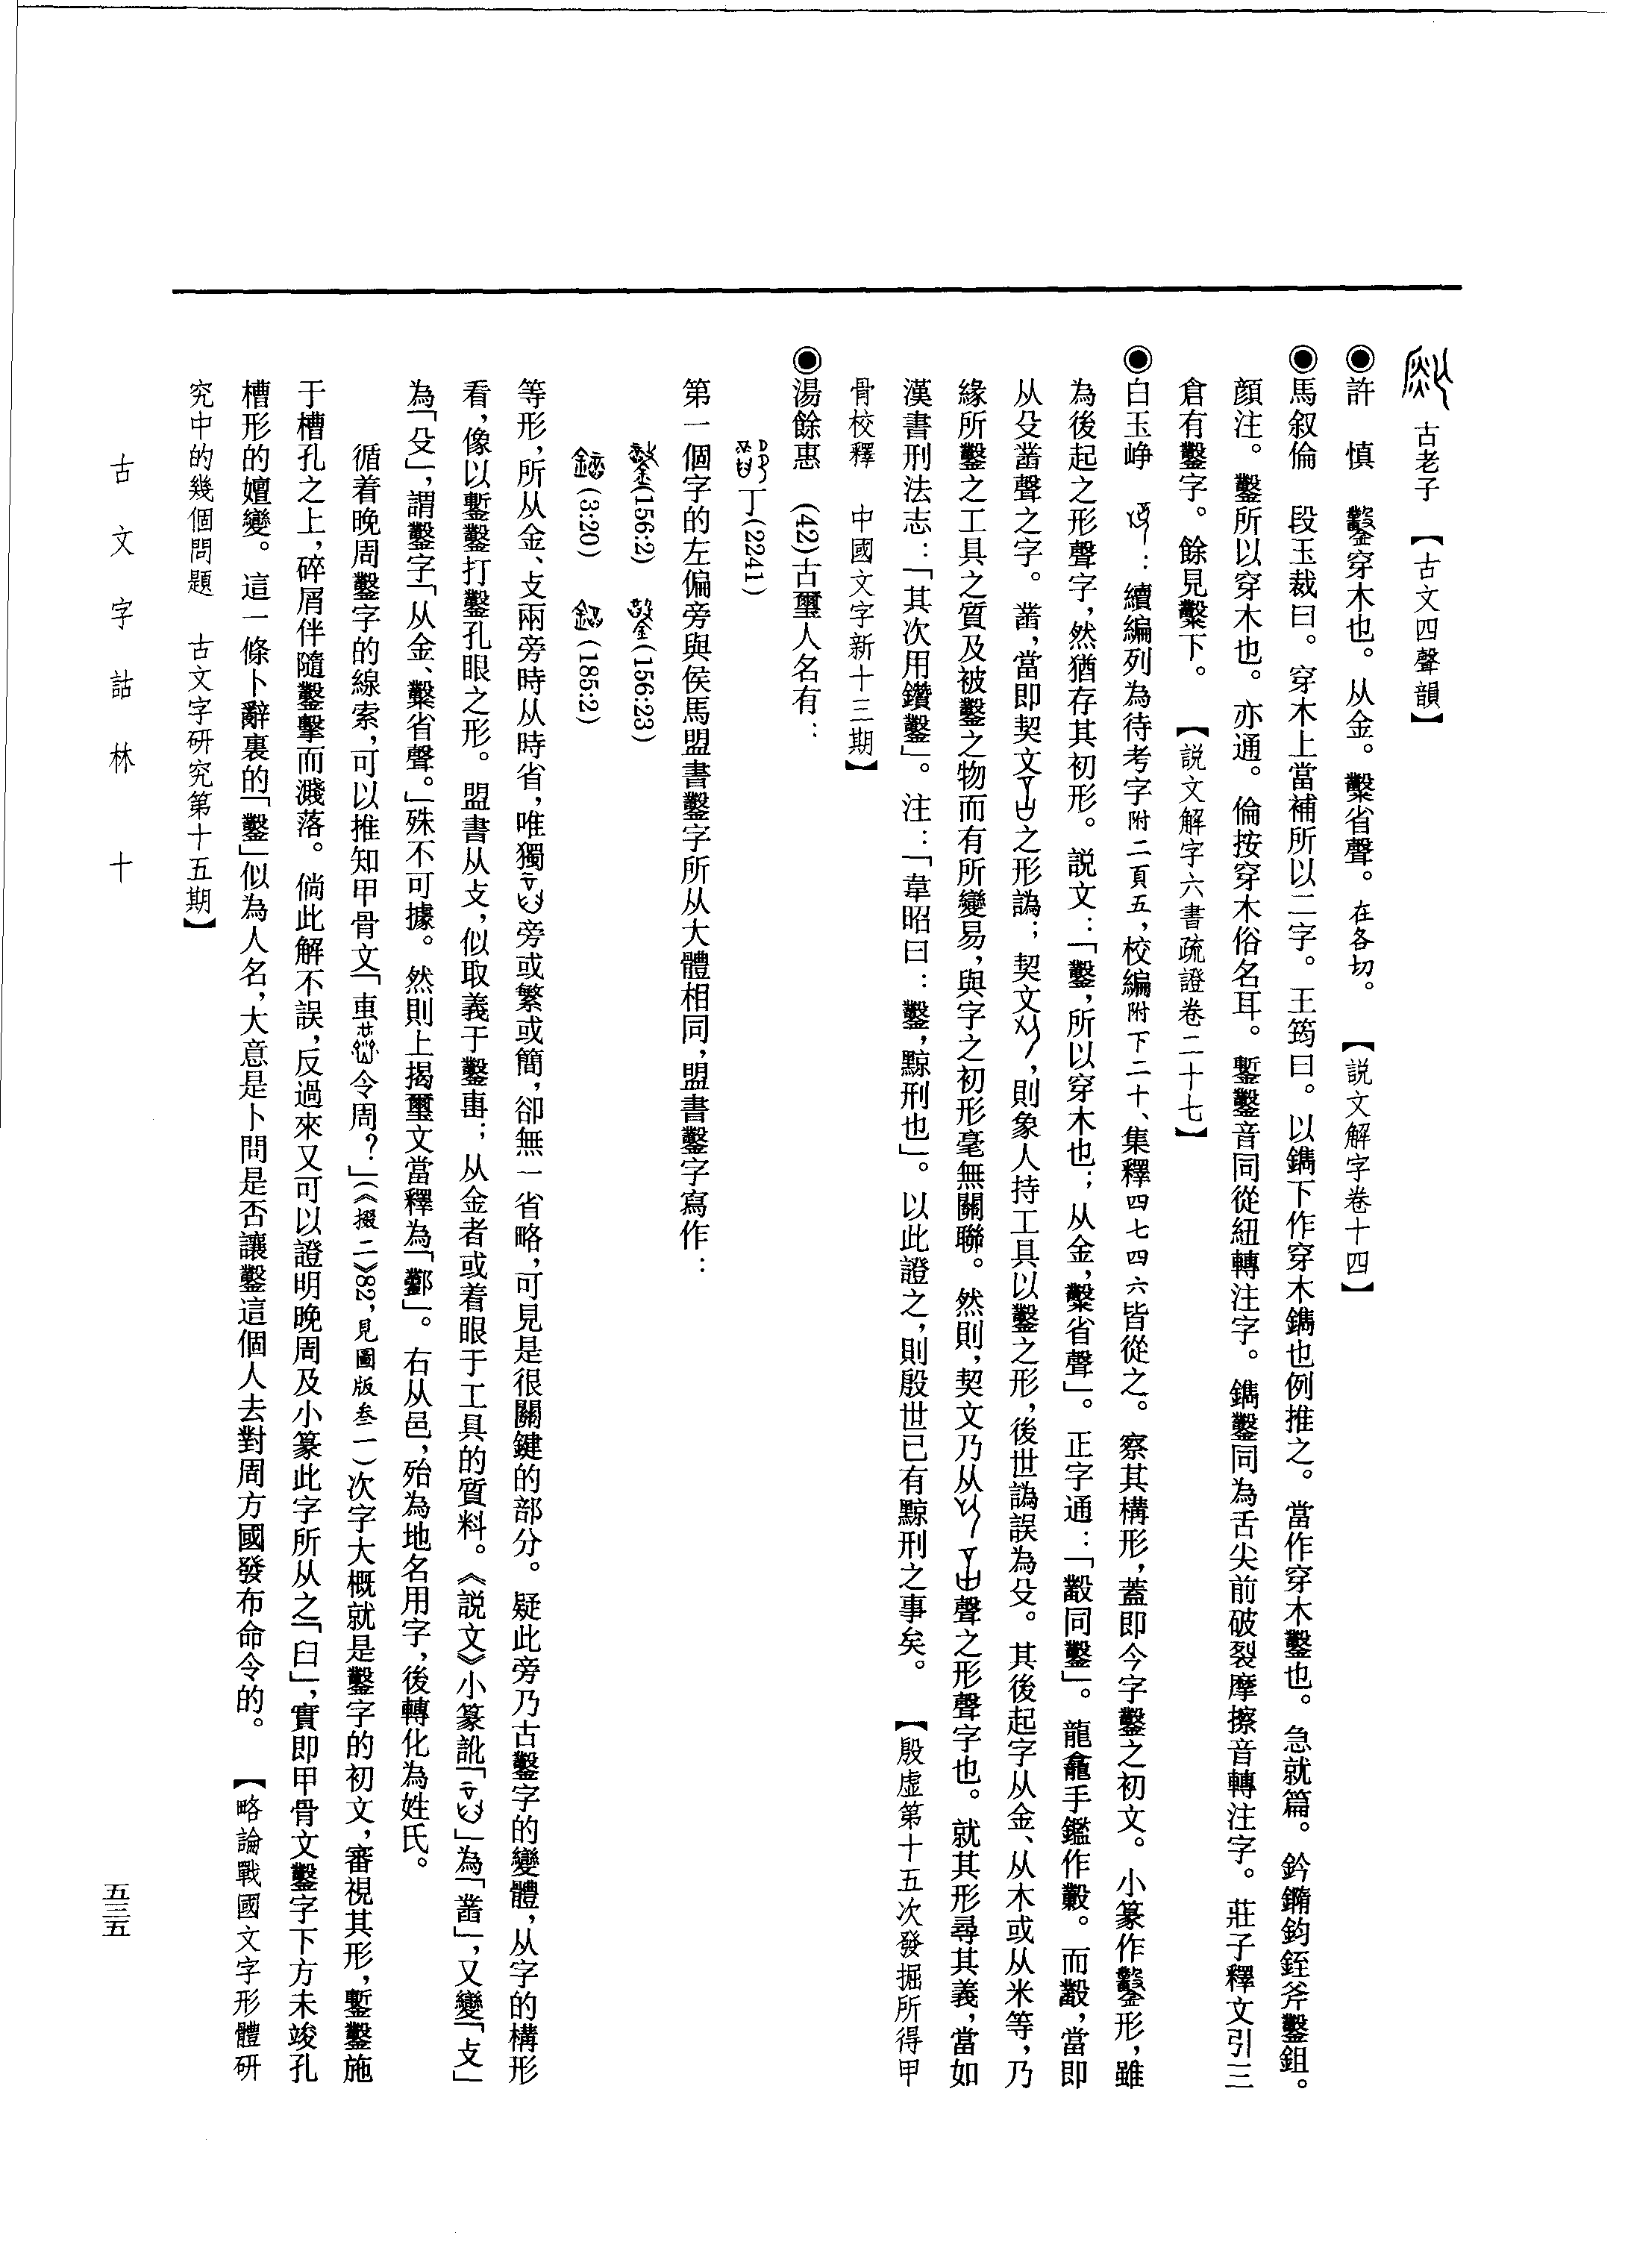 古老子【古文四聲韻】
◉許　慎　鑿穿木也。从金。糳省聲。在各切。【説文解字卷十四】
◉馬叙倫　段玉裁曰。穿木上當補所以二字。王筠曰。以鐫下作穿木鐫也例推之。當作穿木鑿也。急就篇。鈐䥯鈎銍斧鑿鉏。
顔注。鑿所以穿木也。亦通。倫按穿木俗名耳。鏨鑿音同從紐轉注字。鐫鑿同為舌尖前破裂摩擦音轉注字。莊子釋文引三
倉有鑿字。餘見糳下。【説文解字六書疏證卷二十七】
◉白玉崢　：續編列為待考字附二頁五，校編附下二十、集釋四七四六皆從之。察其構形，蓋即今字鑿之初文。小篆作鑿形，雖
為後起之形聲字，然猶存其初形。説文：「鑿，所以穿木也；从金，糳省聲」。正字通：「毇同鑿」。龍龕手鑑作毇。而毇，當即
从殳凿聲之字。凿，當即契文之形譌；契文，則象人持工具以鑿之形，後世譌誤為殳。其後起字从金、从木或从米等，乃
緣所鑿之工具之質及被鑿之物而有所變易，與字之初形毫無關聯。然則，契文乃从聲之形聲字也。就其形尋其義，當如
漢書刑法志：「其次用鑽鑿」。注：「韋昭曰：鑿，黥刑也」。以此證之，則殷世已有黥刑之事矣。【殷虚第十五次發掘所得甲
骨校釋　中國文字新十三期】
◉湯餘惠　(42)古璽人名有：
丁(2241)
第一個字的左偏旁與侯馬盟書鑿字所从大體相同，盟書鑿字寫作：
(156:2)　(156:23)
(3:20)　(185:2)
等形，所从金、攴兩旁時从時省，唯獨旁或繁或簡，卻無一省略，可見是很關鍵的部分。疑此旁乃古鑿字的變體，从字的構形
看，像以鏨鑿打鑿孔眼之形。盟書从攴，似取義于鑿事；从金者或着眼于工具的質料。《説文》小篆訛「」為「凿」，又變「攴」
為「殳」，謂鑿字「从金、糳省聲。」殊不可據。然則上揭璽文當釋為「鄻」。右从邑，殆為地名用字，後轉化為姓氏。
循着晚周鑿字的線索，可以推知甲骨文「叀令周？」(《掇二》82，見圖版叁一)次字大概就是鑿字的初文，審視其形，鏨鑿施
于槽孔之上，碎屑伴隨鑿擊而濺落。倘此解不誤，反過來又可以證明晚周及小篆此字所从之「臼」，實即甲骨文鑿字下方未竣孔
槽形的嬗變。這一條卜辭裏的「鑿」似為人名，大意是卜問是否讓鑿這個人去對周方國發布命令的。【略論戰國文字形體研
究中的幾個問題　古文字研究第十五期】
古文字詁林　十
五三五